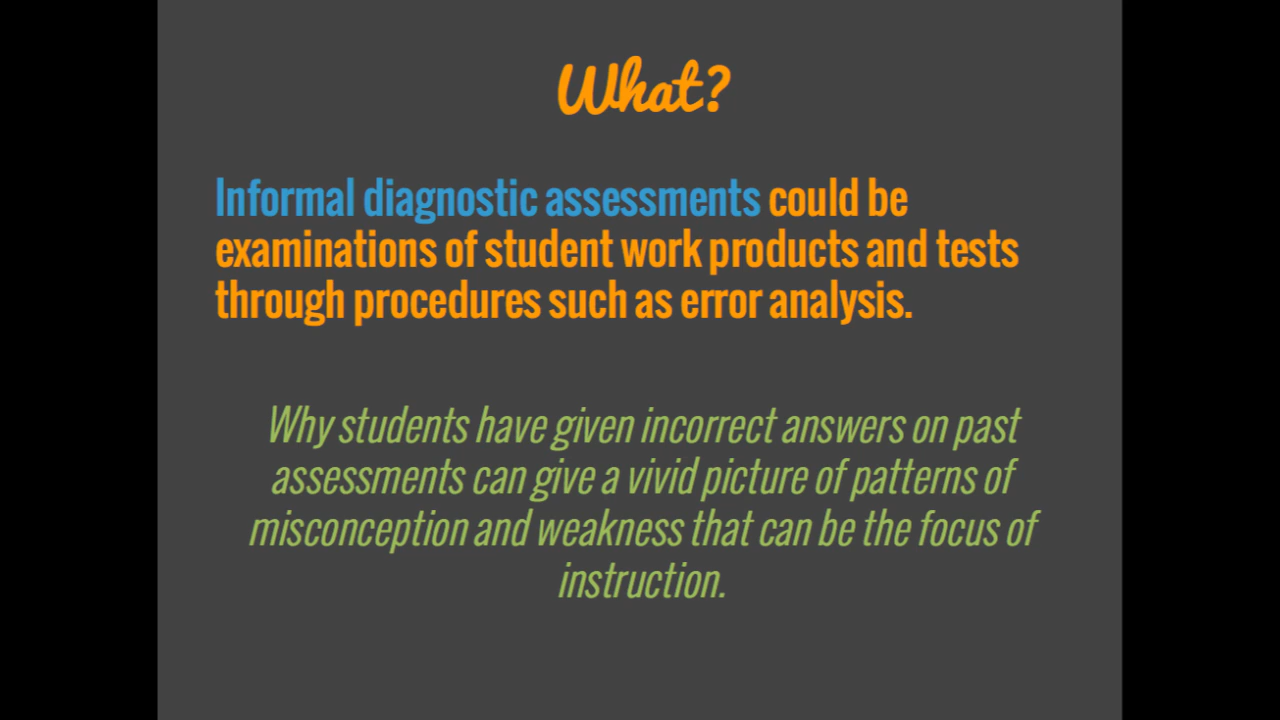 What?
Informal diagnostic assessments could be
examinations of student work products and tests
through procedures such as error analysis.
Why students have given incorrect answers on past
assessments can give a vivid picture of patterns of
misconception and weakness that can be the focus of
instruction.